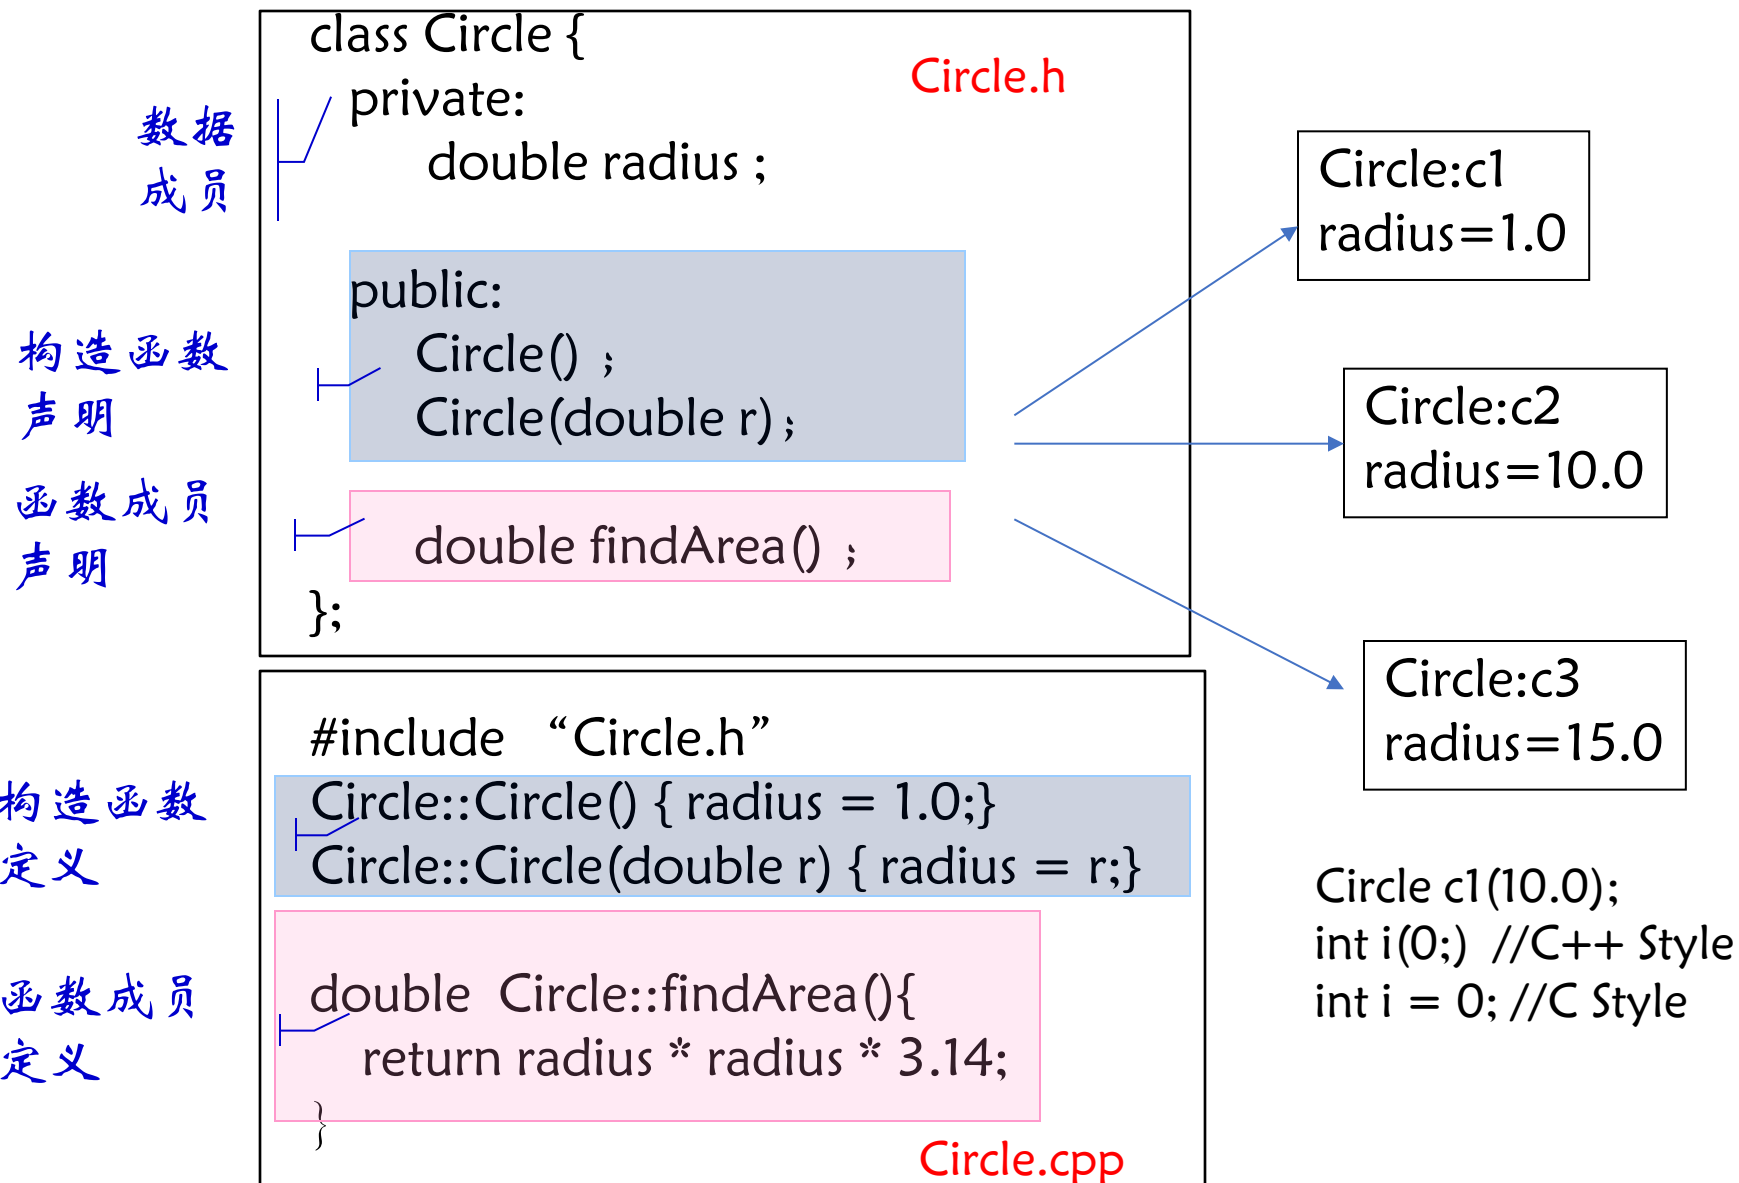 class Circle {
Circle.h
private:
double radius ;
数据
成员
public:
Circle() ;
Circle(double r) ;
构造函数
声明
double findArea() ;
函数成员
声明
};
Circle:c1
radius=1.0
Circle:c2
radius=10.0
Circle:c3
radius=15.0
#include “Circle.h”
Circle::Circle() { radius = 1.0;}
Circle::Circle(double r) { radius = r;}
构造函数
定义
double Circle::findArea(){
return radius * radius * 3.14;
}
函数成员
定义
Circle.cpp
Circle c1(10.0);
int i(0;) //C++ Style
int i = 0; //C Style